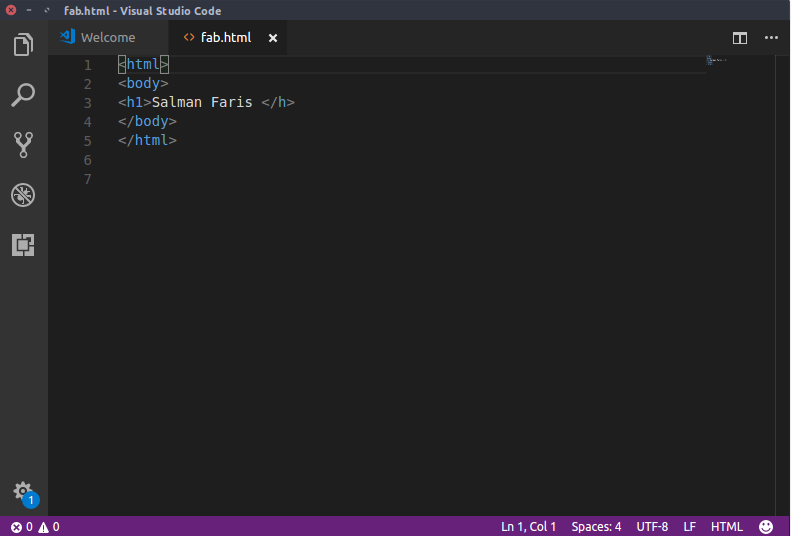 fab.html - Visual Studio Code
Welcome
<> fab.html ×
1 <html>
2 <body>
3 <h1>Salman Faris </h>
4 </body>
5 </html>
6
7
1
0 0 Ln 1, Col 1 Spaces: 4 UTF-8 LF HTML